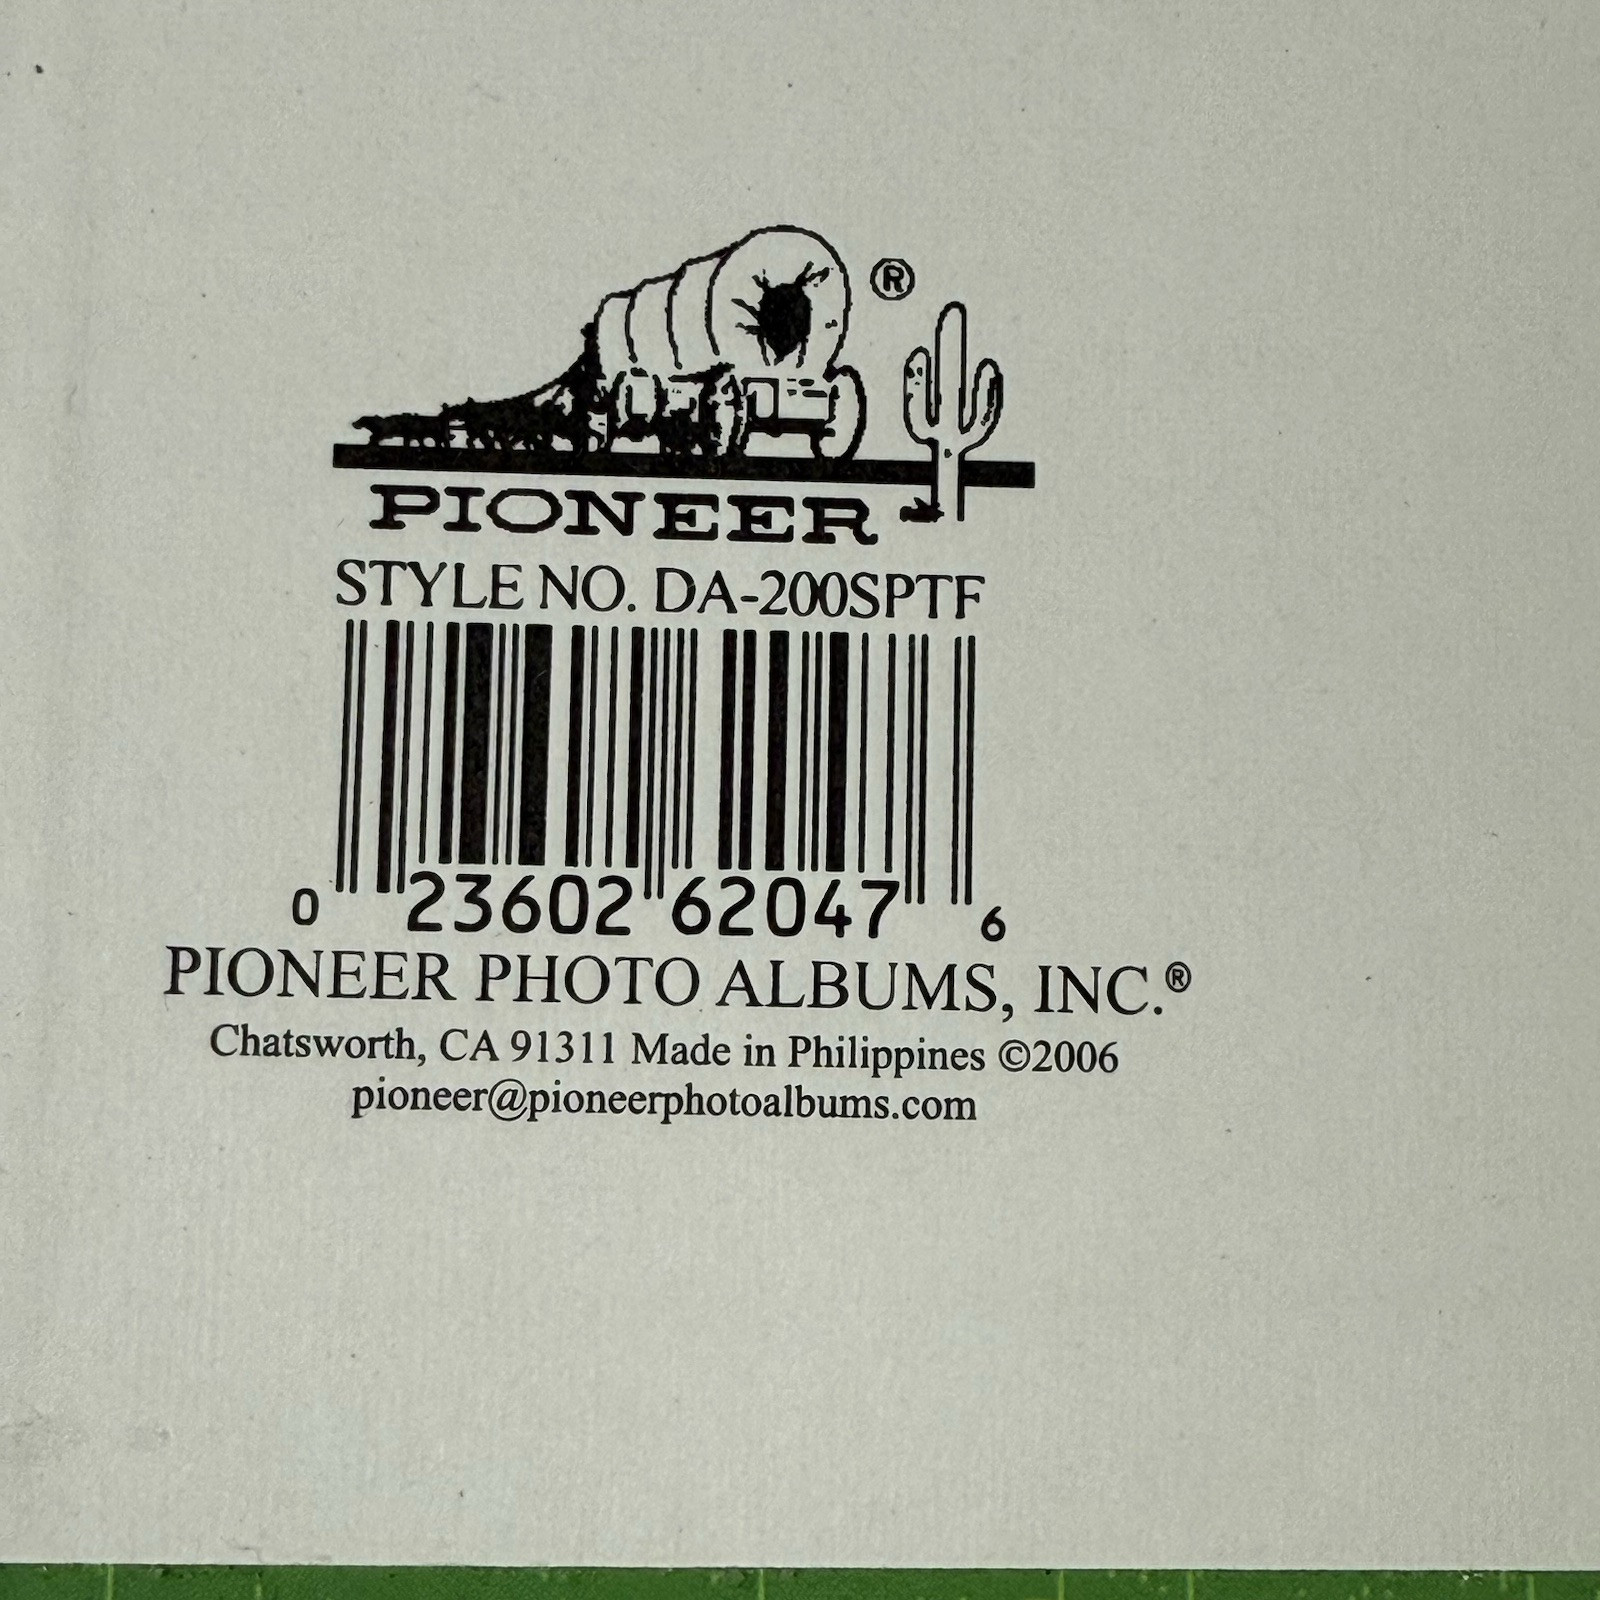 ®
PIONEER
STYLE NO. DA-200SPTF
0 23602 62047 6
PIONEER PHOTO ALBUMS, INC.®
Chatsworth, CA 91311 Made in Philippines ©2006
pioneer@pioneerphotoalbums.com